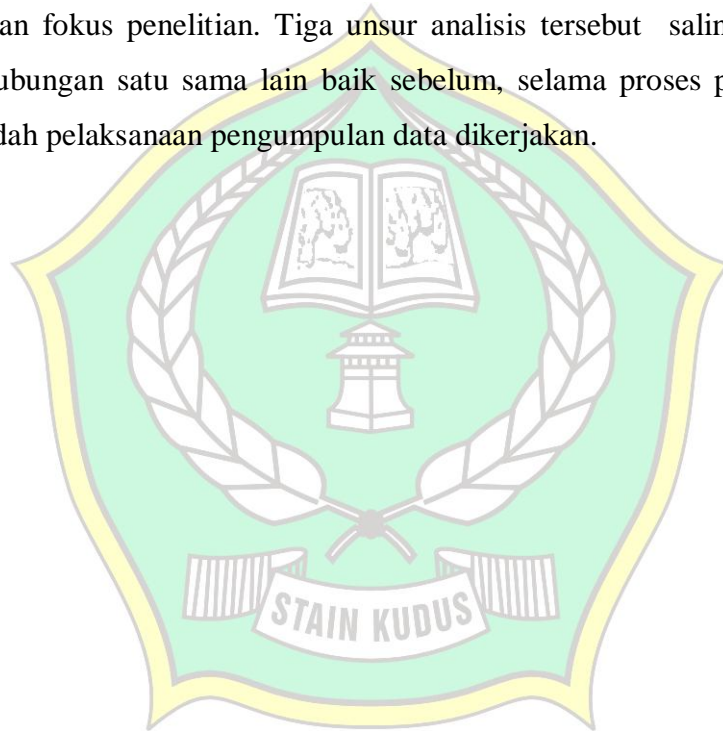 an fokus penelitian. Tiga unsur analisis tersebut salin
ubungan satu sama lain baik sebelum, selama proses p
dah pelaksanaan pengumpulan data dikerjakan.
STAIN KUDUS